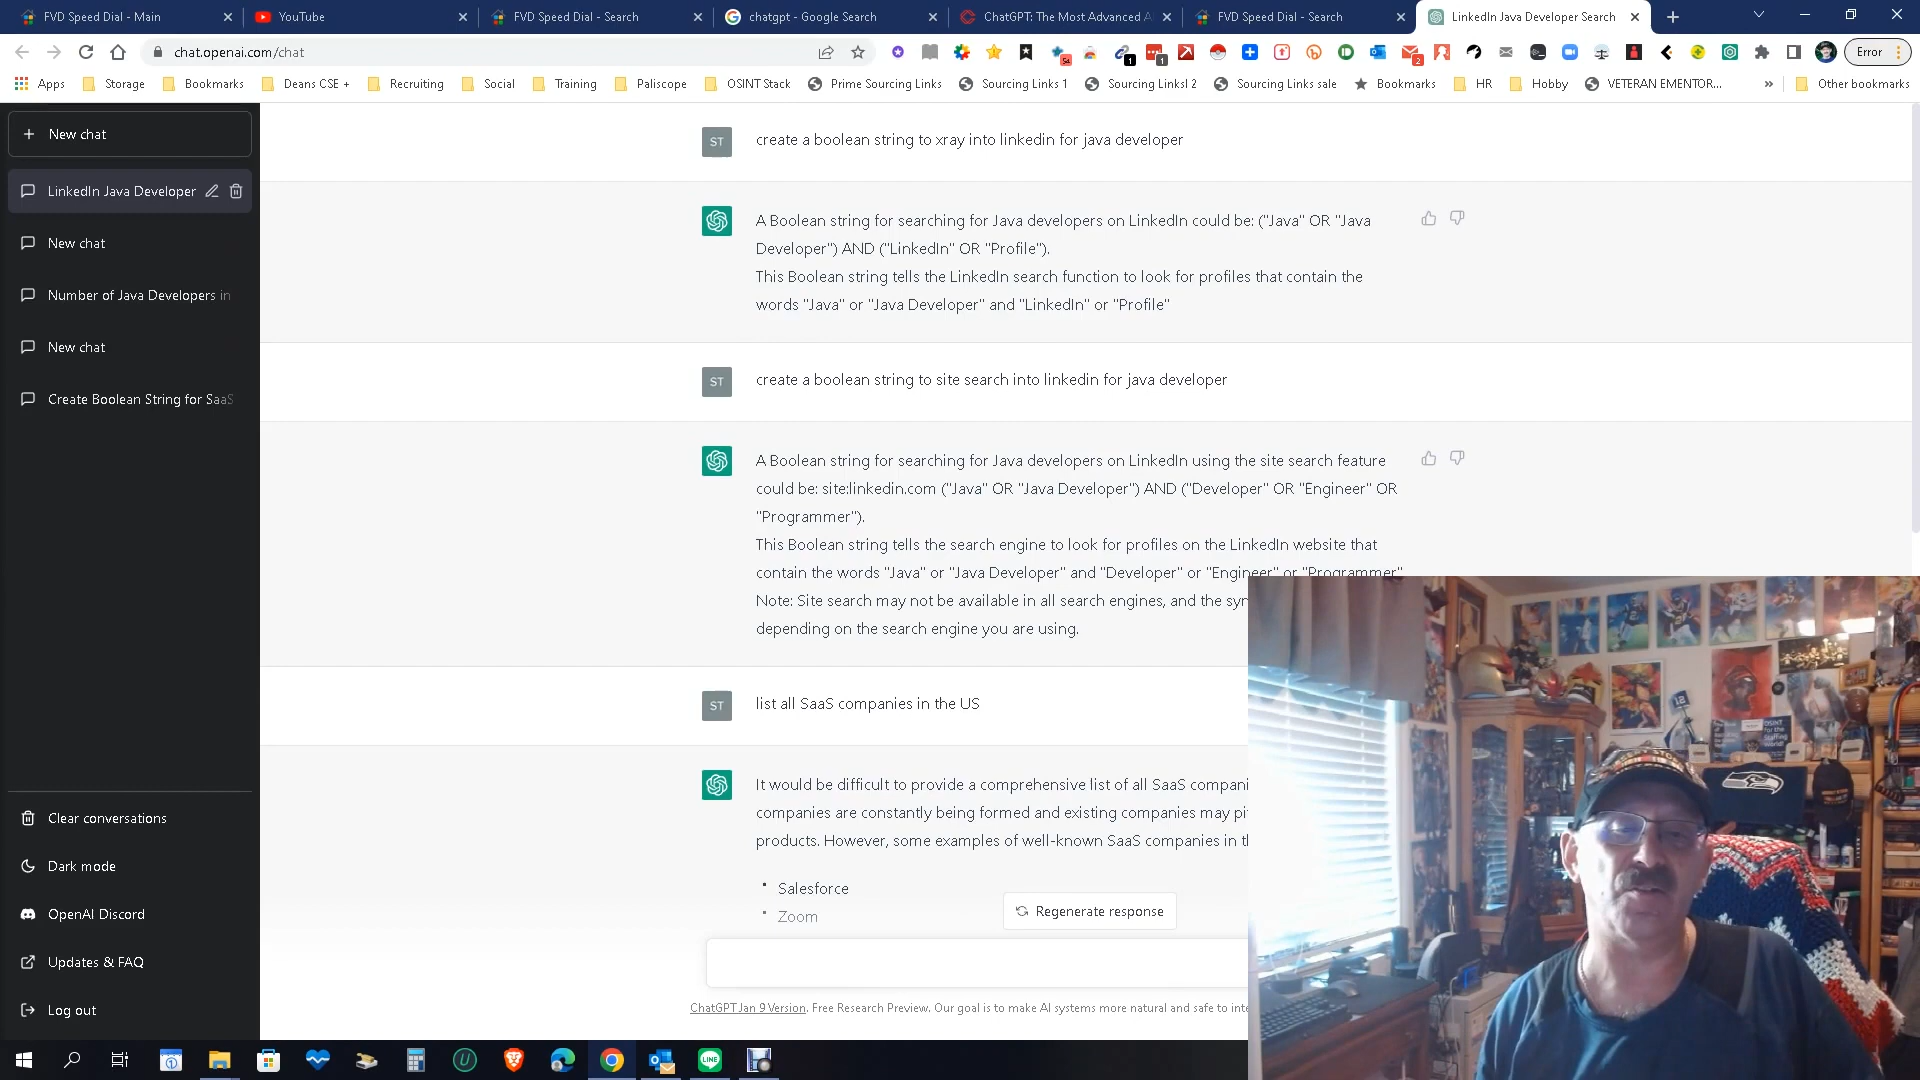 FVD Speed Dial - Main
YouTube
FVD Speed Dial - Search
chatgpt - Google Search
ChatGPT: The Most Advanced A
FVD Speed Dial - Search
LinkedIn Java Developer Search
chat.openai.com/chat
Error
Apps
Storage
Bookmarks
Deans CSE +
Recruiting
Social
Training
Paliscope
OSINT Stack
Prime Sourcing Links
Sourcing Links 1
Sourcing Linksl 2
Sourcing Links sale
Bookmarks
HR
Hobby
VETERAN EMENTOR...
Other bookmarks
New chat
LinkedIn Java Developer
New chat
Number of Java Developers in
New chat
Create Boolean String for SaaS
Clear conversations
Dark mode
OpenAI Discord
Updates & FAQ
Log out
ST
create a boolean string to xray into linkedin for java developer
A Boolean string for searching for Java developers on LinkedIn could be: ("Java" OR "Java
Developer") AND ("LinkedIn" OR "Profile").
This Boolean string tells the LinkedIn search function to look for profiles that contain the
words "Java" or "Java Developer" and "LinkedIn" or "Profile"
ST
create a boolean string to site search into linkedin for java developer
A Boolean string for searching for Java developers on LinkedIn using the site search feature
could be: site:linkedin.com ("Java" OR "Java Developer") AND ("Developer" OR "Engineer" OR
"Programmer").
This Boolean string tells the search engine to look for profiles on the LinkedIn website that
contain the words "Java" or "Java Developer" and "Developer" or "Engineer" or "Programmer"
Note: Site search may not be available in all search engines, and the syn
depending on the search engine you are using.
ST
list all SaaS companies in the US
It would be difficult to provide a comprehensive list of all SaaS compani
companies are constantly being formed and existing companies may pi
products. However, some examples of well-known SaaS companies in t
Salesforce
Zoom
Regenerate response
ChatGPT Jan 9 Version. Free Research Preview. Our goal is to make AI systems more natural and safe to inte